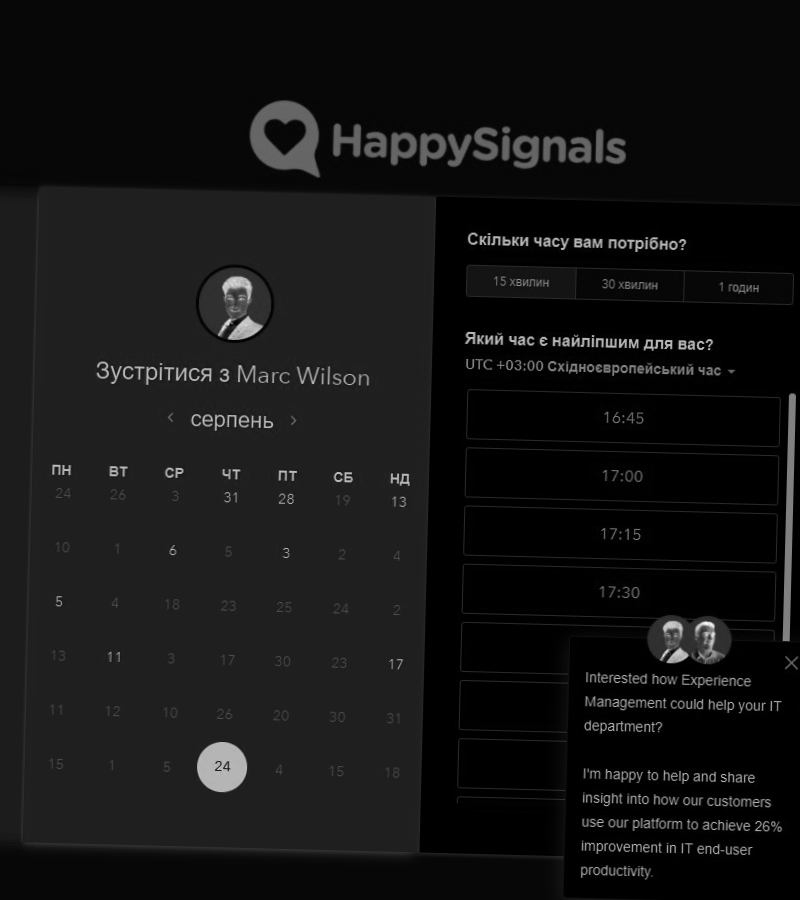 HappySignals
Зустрітися з Marc Wilson
серпень
ПН ВТ СР ЧТ ПТ СБ НД
24 26 3 31 28 19 13
10 1 6 5 3 2 4
5 4 18 23 25 24 2
13 11 3 17 30 23 17
11 12 10 26 20 30 31
15 1 5 24 4 15 18
Скільки часу вам потрібно?
15 хвилин 30 хвилин 1 годин
Який час є найліпшим для вас?
UTC +03:00 Східноєвропейський час
16:45
17:00
17:15
17:30
Interested how Experience
Management could help your IT
department?
I'm happy to help and share
insight into how our customers
use our platform to achieve 26%
improvement in IT end-user
productivity.